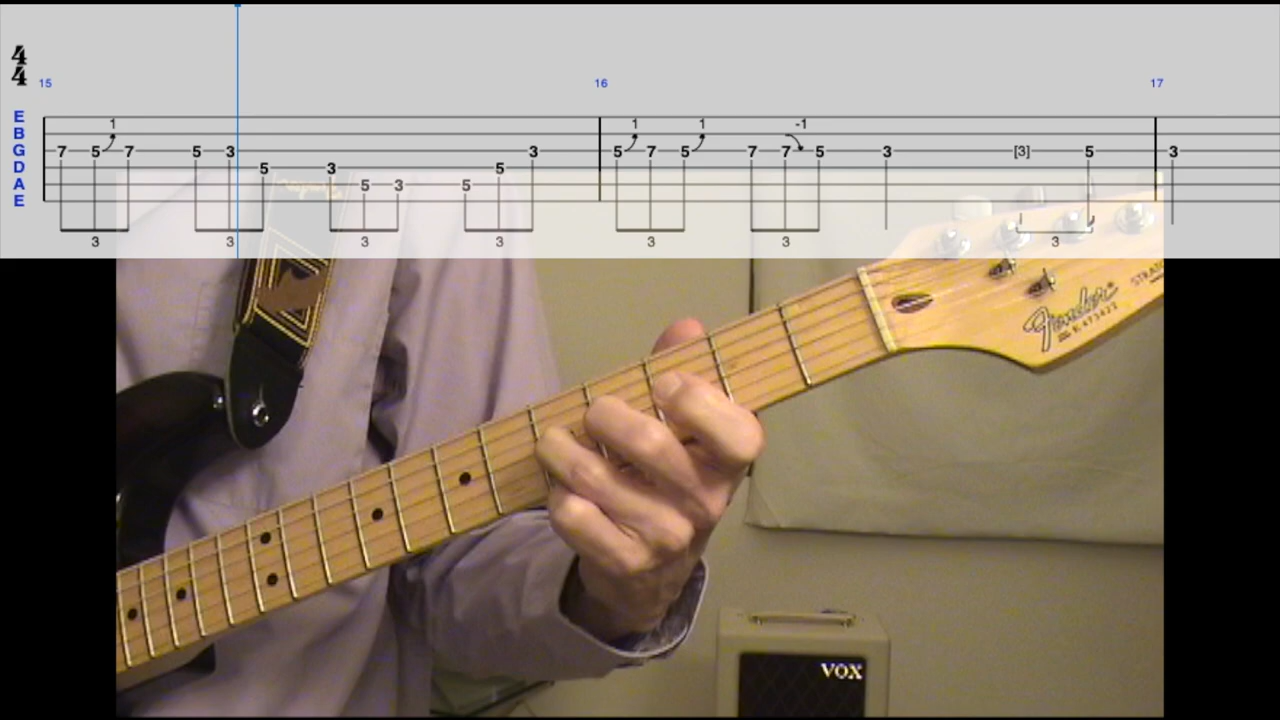 4
4
15 16 17
E
1 1 1 -1
B
G 7 5 7 5 3 3 5 7 5 7 7 5 3 [3] 5 3
D 5 3 5
A 5 3 5
E
3 3 3 3 3 3 3
Fender
VOX